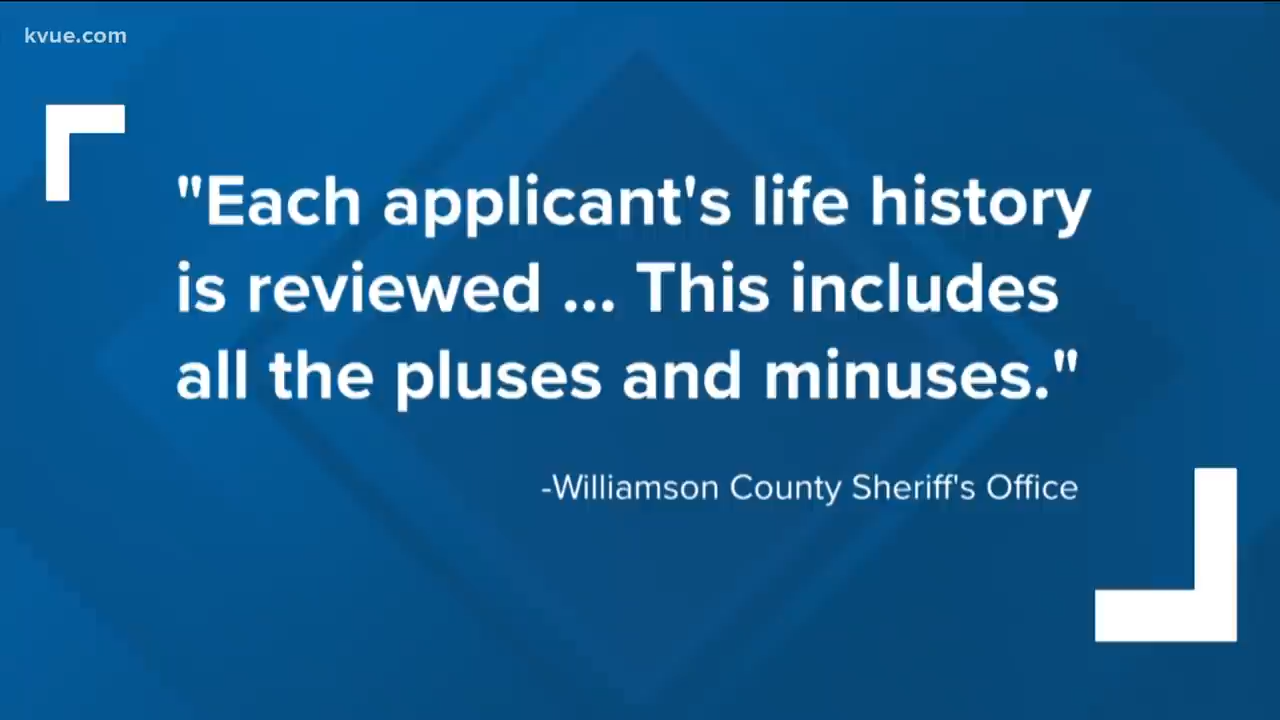 kvue.com
"Each applicant's life history
is reviewed ... This includes
all the pluses and minuses."
-Williamson County Sheriff's Office